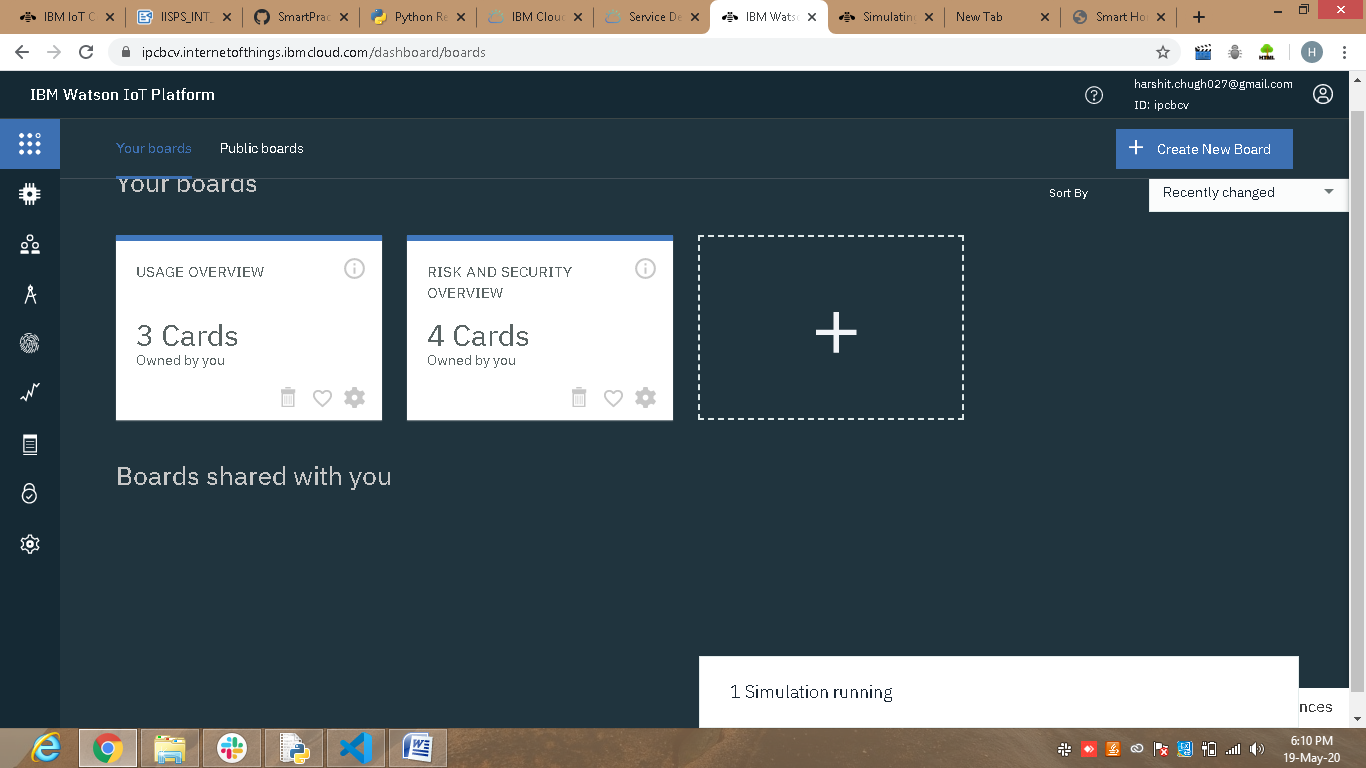 IBM IoT C
IISPS_INT_
SmartPrac
Python Re
IBM Clou
Service De
IBM Wats
Simulating
New Tab
Smart Ho
ipcbcv.internetofthings.ibmcloud.com/dashboard/boards
H
IBM Watson IoT Platform
harshit.chugh027@gmail.com
ID: ipcbcv
Your boards
Public boards
Create New Board
Your boards
Sort By
Recently changed
USAGE OVERVIEW
3 Cards
Owned by you
RISK AND SECURITY
OVERVIEW
4 Cards
Owned by you
Boards shared with you
1 Simulation running
nces
6:10 PM
19-May-20